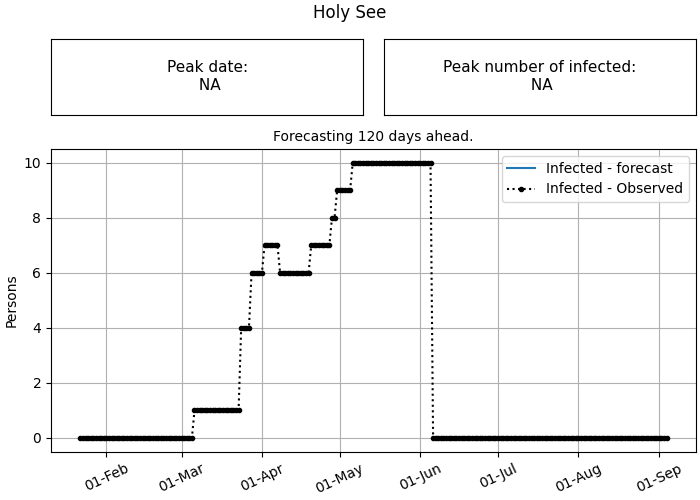 Holy See
Peak date:
NA
Peak number of infected:
NA
Forecasting 120 days ahead.
Infected - forecast
Infected - Observed
Persons
10
8
6
4
2
0
01-Feb
01-Mar
01-Apr
01-May
01-Jun
01-Jul
01-Aug
01-Sep